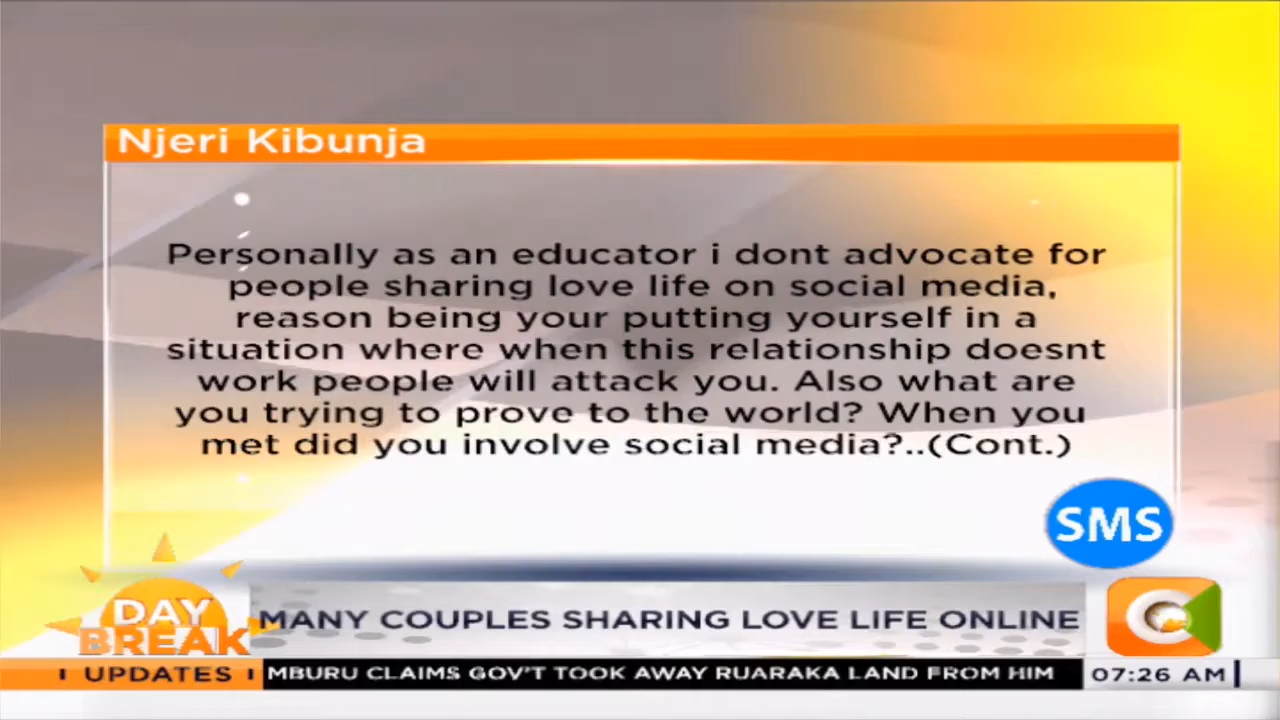 Njeri Kibunja
Personally as an educator i dont advocate for
people sharing love life on social media,
reason being your putting yourself in a
situation where when this relationship doesnt
work people will attack you. Also what are
you trying to prove to the world? When you
met did you involve social media?..(Cont.)
SMS
DAY
BREAK
MANY COUPLES SHARING LOVE LIFE ONLINE
UPDATES
MBURU CLAIMS GOV'T TOOK AWAY RUARAKA LAND FROM HIM
07:26 AM